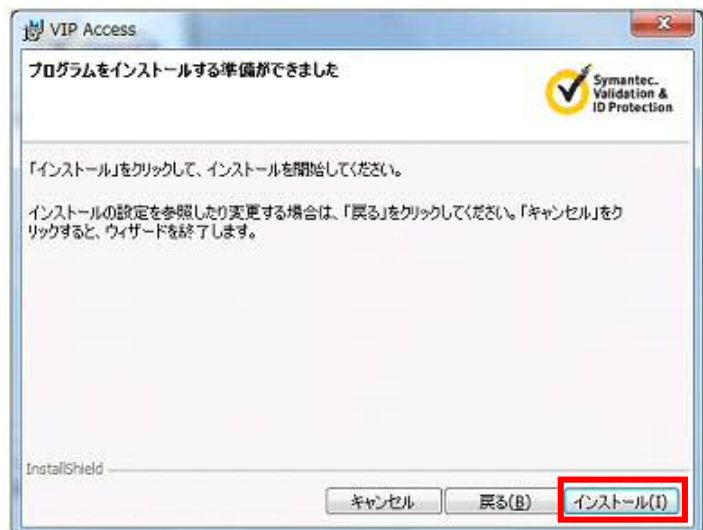 VIP Access
プログラムをインストールする準備ができました
Symantec.
Validation &
ID Protection
「インストール」をクリックして、インストールを開始してください。
インストールの設定を参照したり変更する場合は、「戻る」をクリックしてください。「キャンセル」をク
リックすると、ウィザードを終了します。
InstallShield
キャンセル 戻る(B) インストール(I)